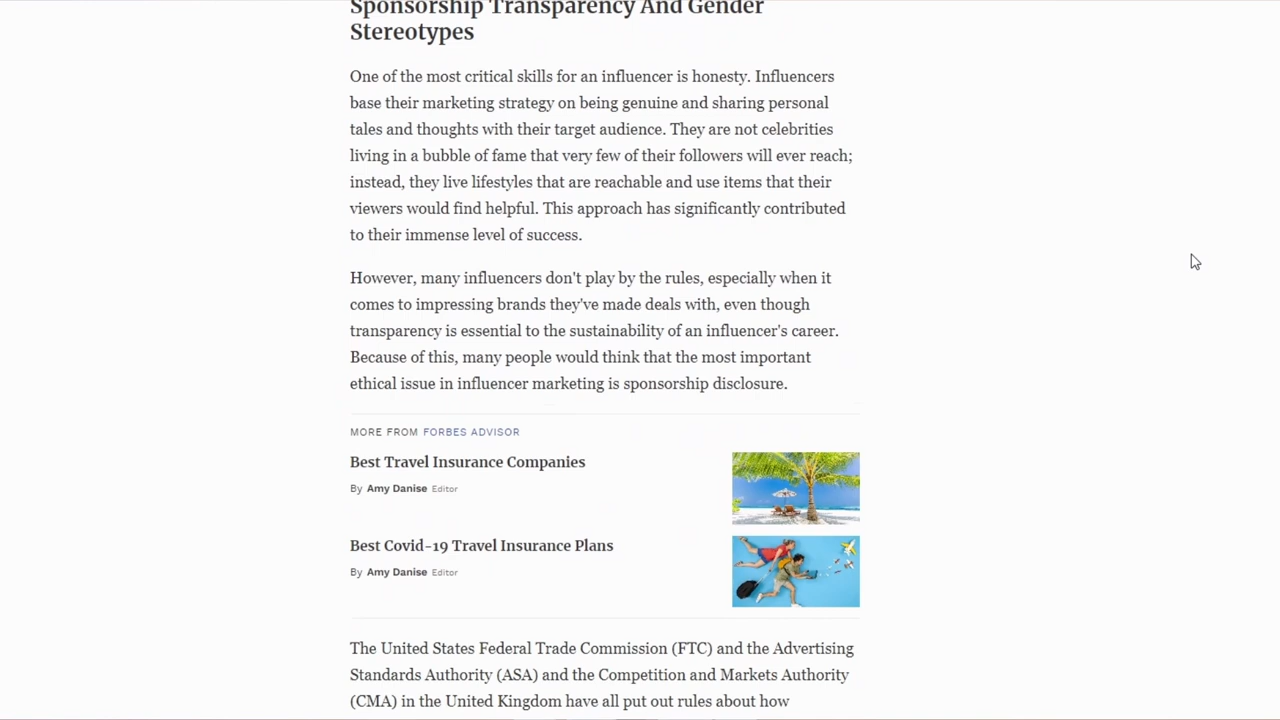 Sponsorship Transparency And Gender
Stereotypes
One of the most critical skills for an influencer is honesty. Influencers
base their marketing strategy on being genuine and sharing personal
tales and thoughts with their target audience. They are not celebrities
living in a bubble of fame that very few of their followers will ever reach;
instead, they live lifestyles that are reachable and use items that their
viewers would find helpful. This approach has significantly contributed
to their immense level of success.
However, many influencers don't play by the rules, especially when it
comes to impressing brands they've made deals with, even though
transparency is essential to the sustainability of an influencer's career.
Because of this, many people would think that the most important
ethical issue in influencer marketing is sponsorship disclosure.
MORE FROM FORBES ADVISOR
Best Travel Insurance Companies
By Amy Danise Editor
Best Covid-19 Travel Insurance Plans
By Amy Danise Editor
The United States Federal Trade Commission (FTC) and the Advertising
Standards Authority (ASA) and the Competition and Markets Authority
(CMA) in the United Kingdom have all put out rules about how